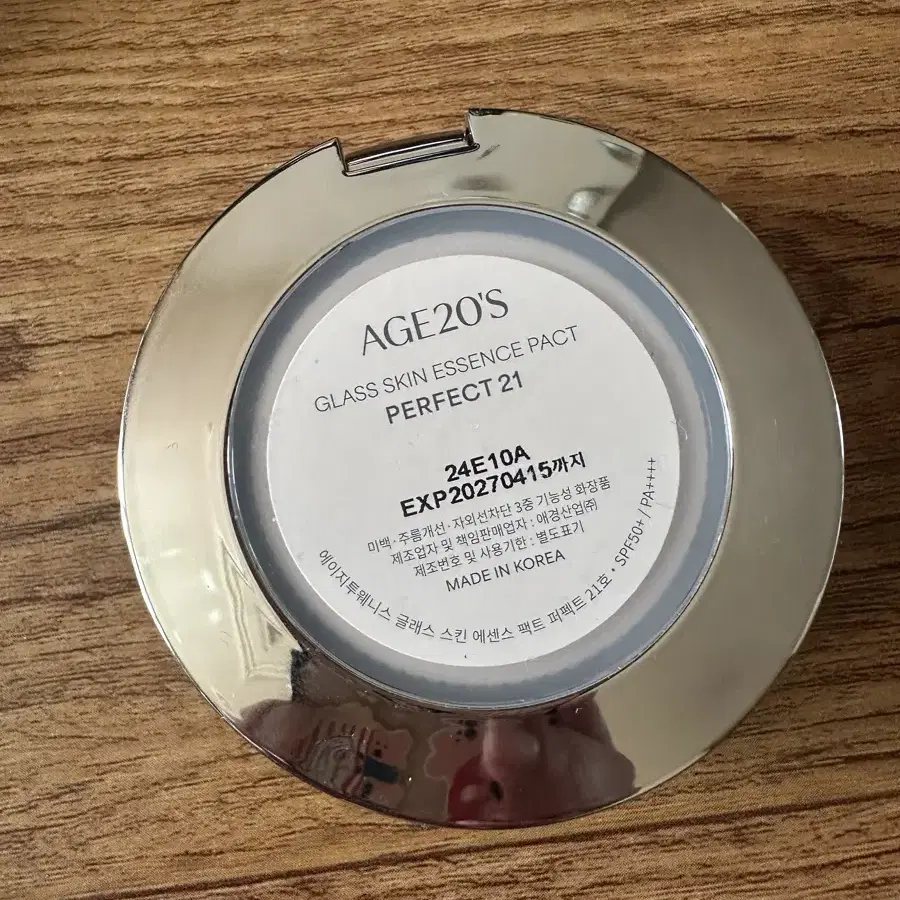 AGE20'S
GLASS SKIN ESSENCE PACT
PERFECT 21
24E10A
EXP20270415까지
미백·주름개선·자외선차단 3중 기능성 화장품
제조업자 및 책임판매업자 : 애경산업㈜
제조번호 및 사용기한 : 별도표기
MADE IN KOREA
에이지투웨니스 글래스 스킨 에센스 팩트 퍼펙트 21호 · SPF50+ / PA++++